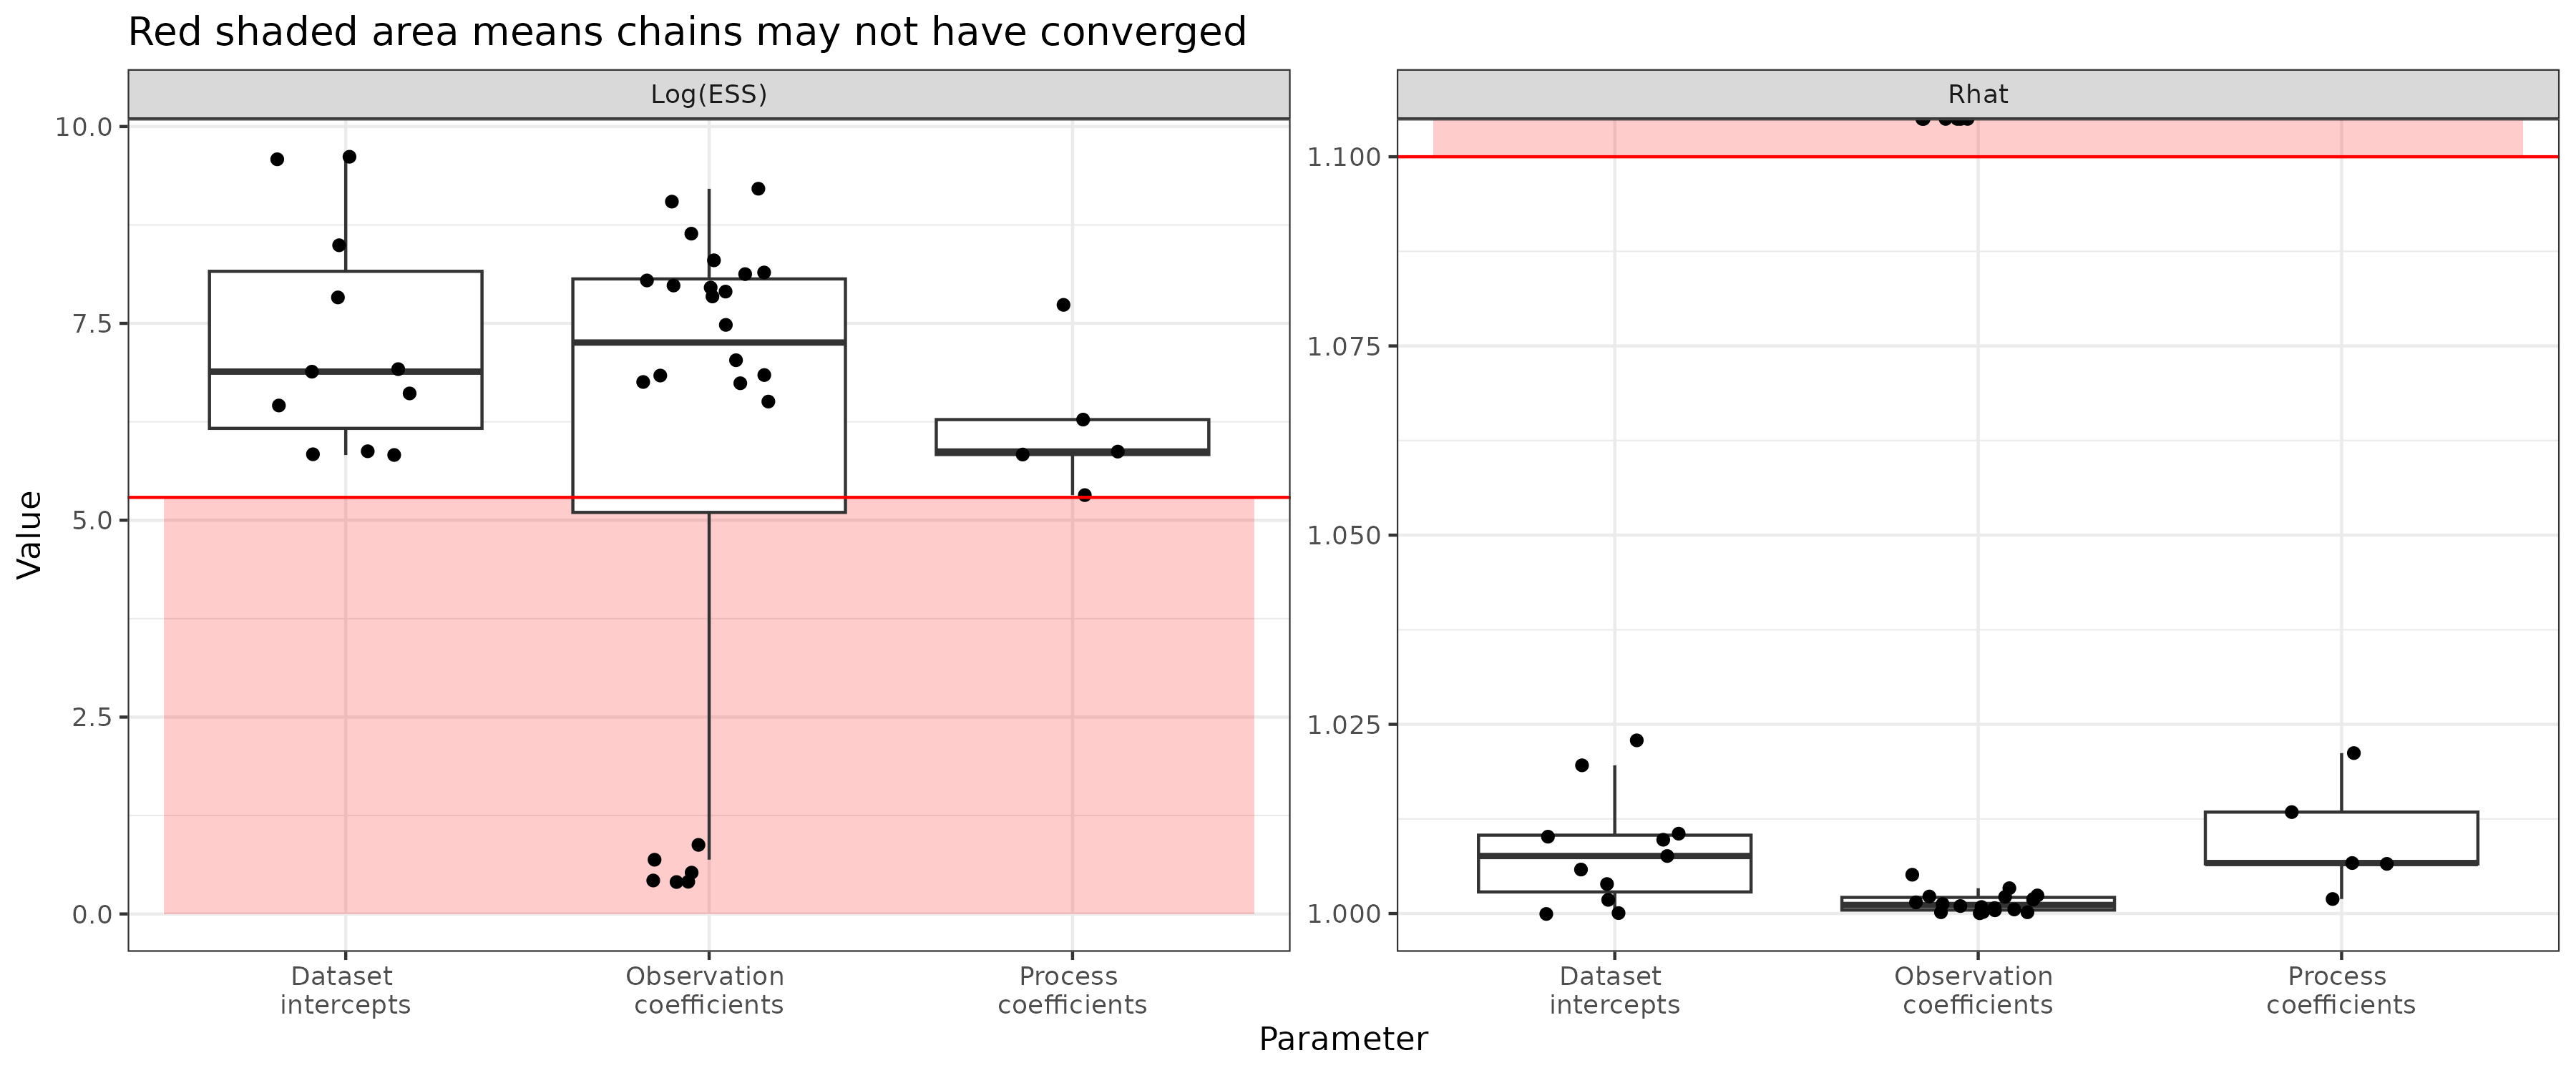 Red shaded area means chains may not have converged
Log(ESS)
Rhat
Value
10.0
7.5
5.0
2.5
0.0
1.100
1.075
1.050
1.025
1.000
Dataset
intercepts
Observation
coefficients
Process
coefficients
Dataset
intercepts
Observation
coefficients
Process
coefficients
Parameter